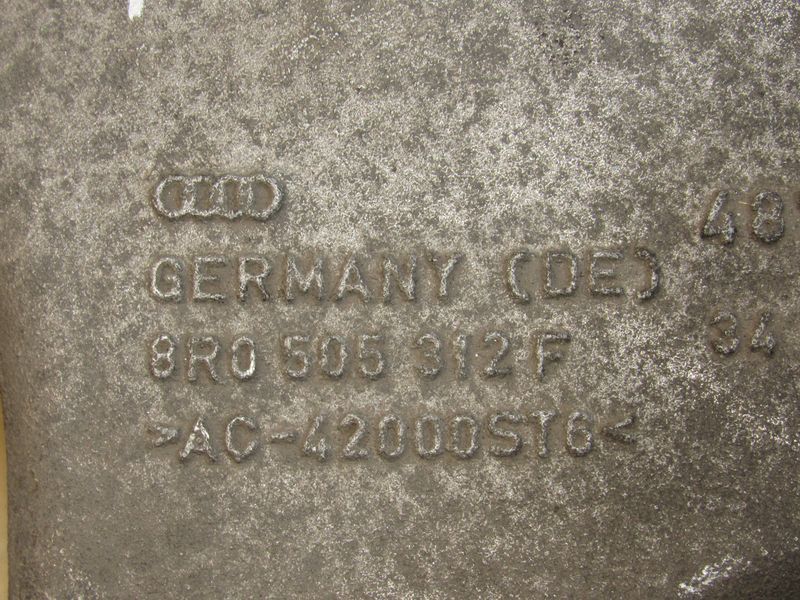 48
GERMANY (DE)
34
8R0 505 312 F
>AC-42000ST6<